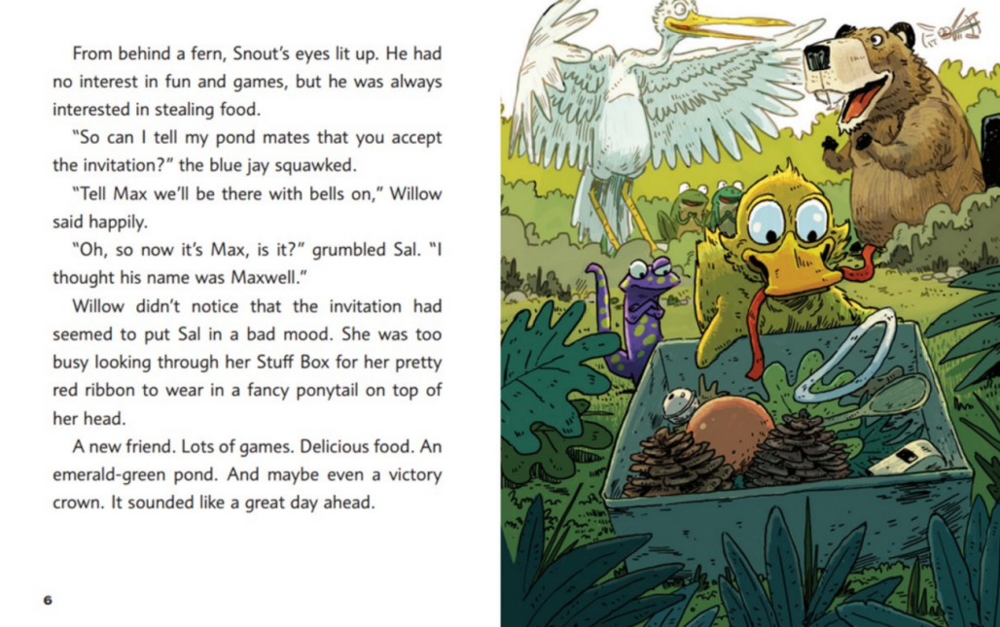 From behind a fern, Snout’s eyes lit up. He had
no interest in fun and games, but he was always
interested in stealing food.
“So can I tell my pond mates that you accept
the invitation?” the blue jay squawked.
“Tell Max we’ll be there with bells on,” Willow
said happily.
“Oh, so now it’s Max, is it?” grumbled Sal. “I
thought his name was Maxwell.”
Willow didn’t notice that the invitation had
seemed to put Sal in a bad mood. She was too
busy looking through her Stuff Box for her pretty
red ribbon to wear in a fancy ponytail on top of
her head.
A new friend. Lots of games. Delicious food. An
emerald-green pond. And maybe even a victory
crown. It sounded like a great day ahead.
6